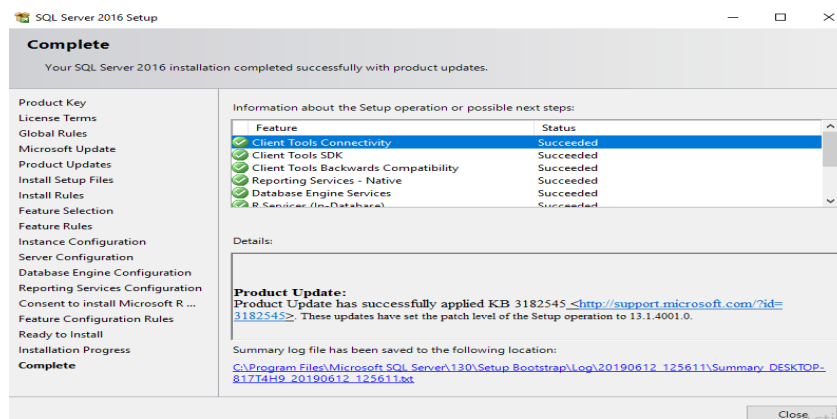 SQL Server 2016 Setup
Complete
Your SQL Server 2016 installation completed successfully with product updates.
Product Key
License Terms
Global Rules
Microsoft Update
Product Updates
Install Setup Files
Install Rules
Feature Selection
Feature Rules
Instance Configuration
Server Configuration
Database Engine Configuration
Reporting Services Configuration
Consent to install Microsoft R ...
Feature Configuration Rules
Ready to Install
Installation Progress
Complete
Information about the Setup operation or possible next steps:
Feature Status
Client Tools Connectivity Succeeded
Client Tools SDK Succeeded
Client Tools Backwards Compatibility Succeeded
Reporting Services - Native Succeeded
Database Engine Services Succeeded
R Services (In-Database) Succeeded
Details:
Product Update:
Product Update has successfully applied KB 3182545 <http://support.microsoft.com/?id=
3182545>. These updates have set the patch level of the Setup operation to 13.1.4001.0.
Summary log file has been saved to the following location:
C:\Program Files\Microsoft SQL Server\130\Setup Bootstrap\Log\20190612_125611\Summary_DESKTOP-
817T4H9_20190612_125611.txt
Close